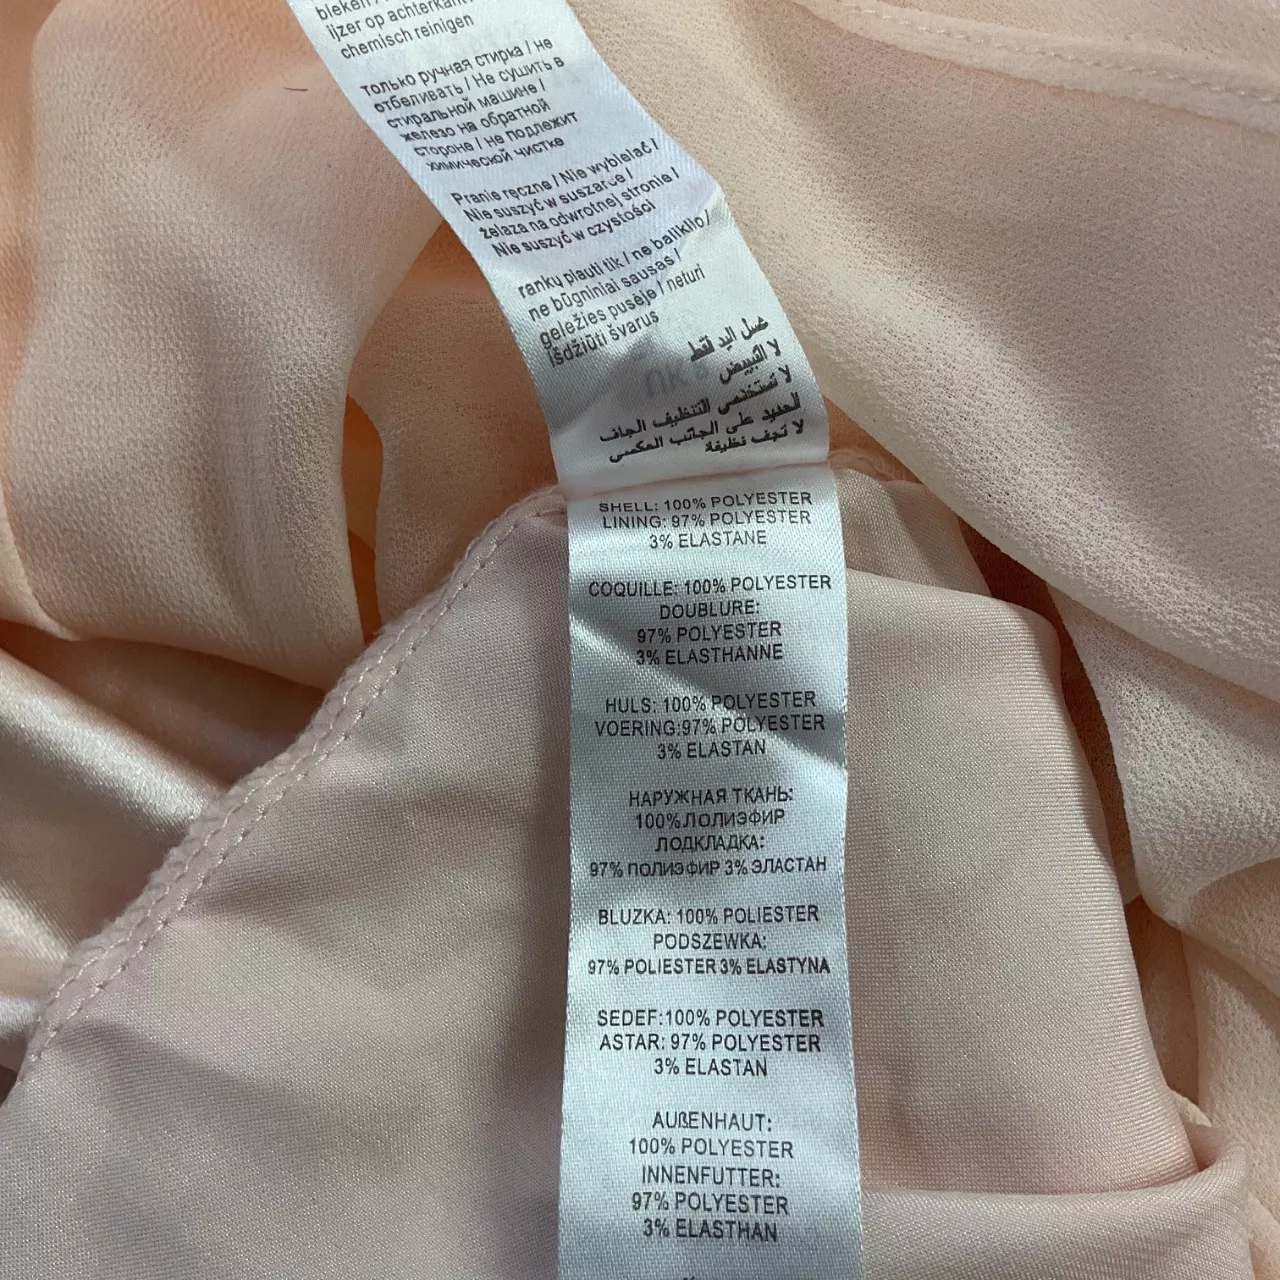 bleken /
ijzer op achterkant /
chemisch reinigen
только ручная стирка / не
отбеливать / Не сушить в
стиральной машине /
железо на обратной
стороне / не подлежит
химической чистке
Pranie ręczne / Nie wybielać /
Nie suszyć w suszarce /
żelaza na odwrotnej stronie /
Nie suszyć w czystości
rankų plauti tik / ne baliklio /
ne būgniniai sausas /
geležies pusėje / neturi
išdžiūti švarus
غسل اليد فقط
لا التبييض
لا تستخدمي التنظيف الجاف
الحديد على الجانب العكسي
لا تجف نظيفة
SHELL: 100% POLYESTER
LINING: 97% POLYESTER
3% ELASTANE
COQUILLE: 100% POLYESTER
DOUBLURE:
97% POLYESTER
3% ELASTHANNE
HULS: 100% POLYESTER
VOERING:97% POLYESTER
3% ELASTAN
НАРУЖНАЯ ТКАНЬ:
100%ЛОЛИЭФИР
ЛОДКЛАДКА:
97% ПОЛИЭФИР 3% ЭЛАСТАН
BLUZKA: 100% POLIESTER
PODSZEWKA:
97% POLIESTER 3% ELASTYNA
SEDEF:100% POLYESTER
ASTAR: 97% POLYESTER
3% ELASTAN
AUßENHAUT:
100% POLYESTER
INNENFUTTER:
97% POLYESTER
3% ELASTHAN